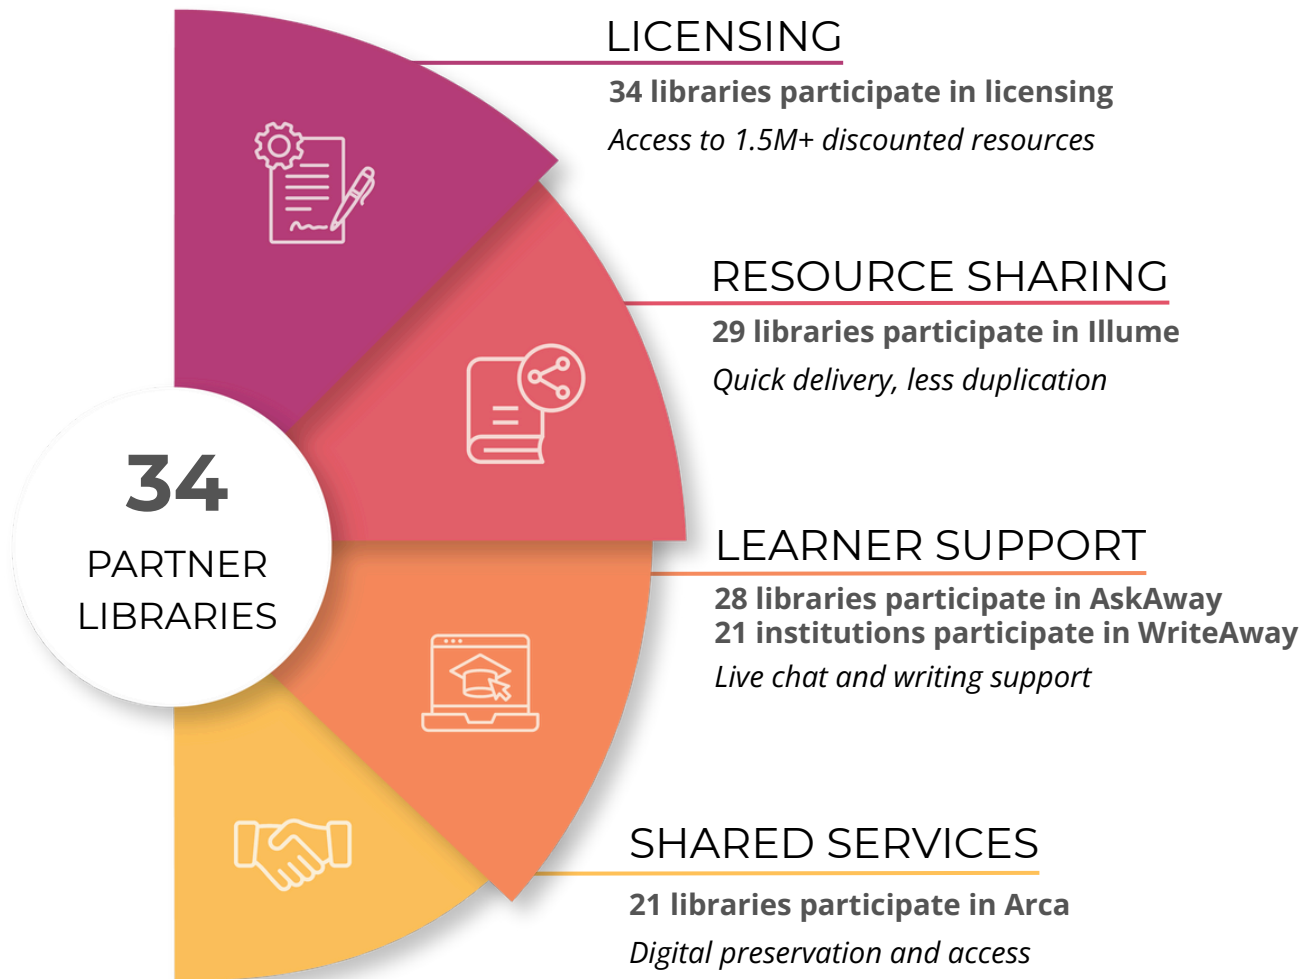 LICENSING
34 libraries participate in licensing
Access to 1.5M+ discounted resources
RESOURCE SHARING
29 libraries participate in Illume
Quick delivery, less duplication
34
PARTNER
LIBRARIES
LEARNER SUPPORT
28 libraries participate in AskAway
21 institutions participate in WriteAway
Live chat and writing support
SHARED SERVICES
21 libraries participate in Arca
Digital preservation and access